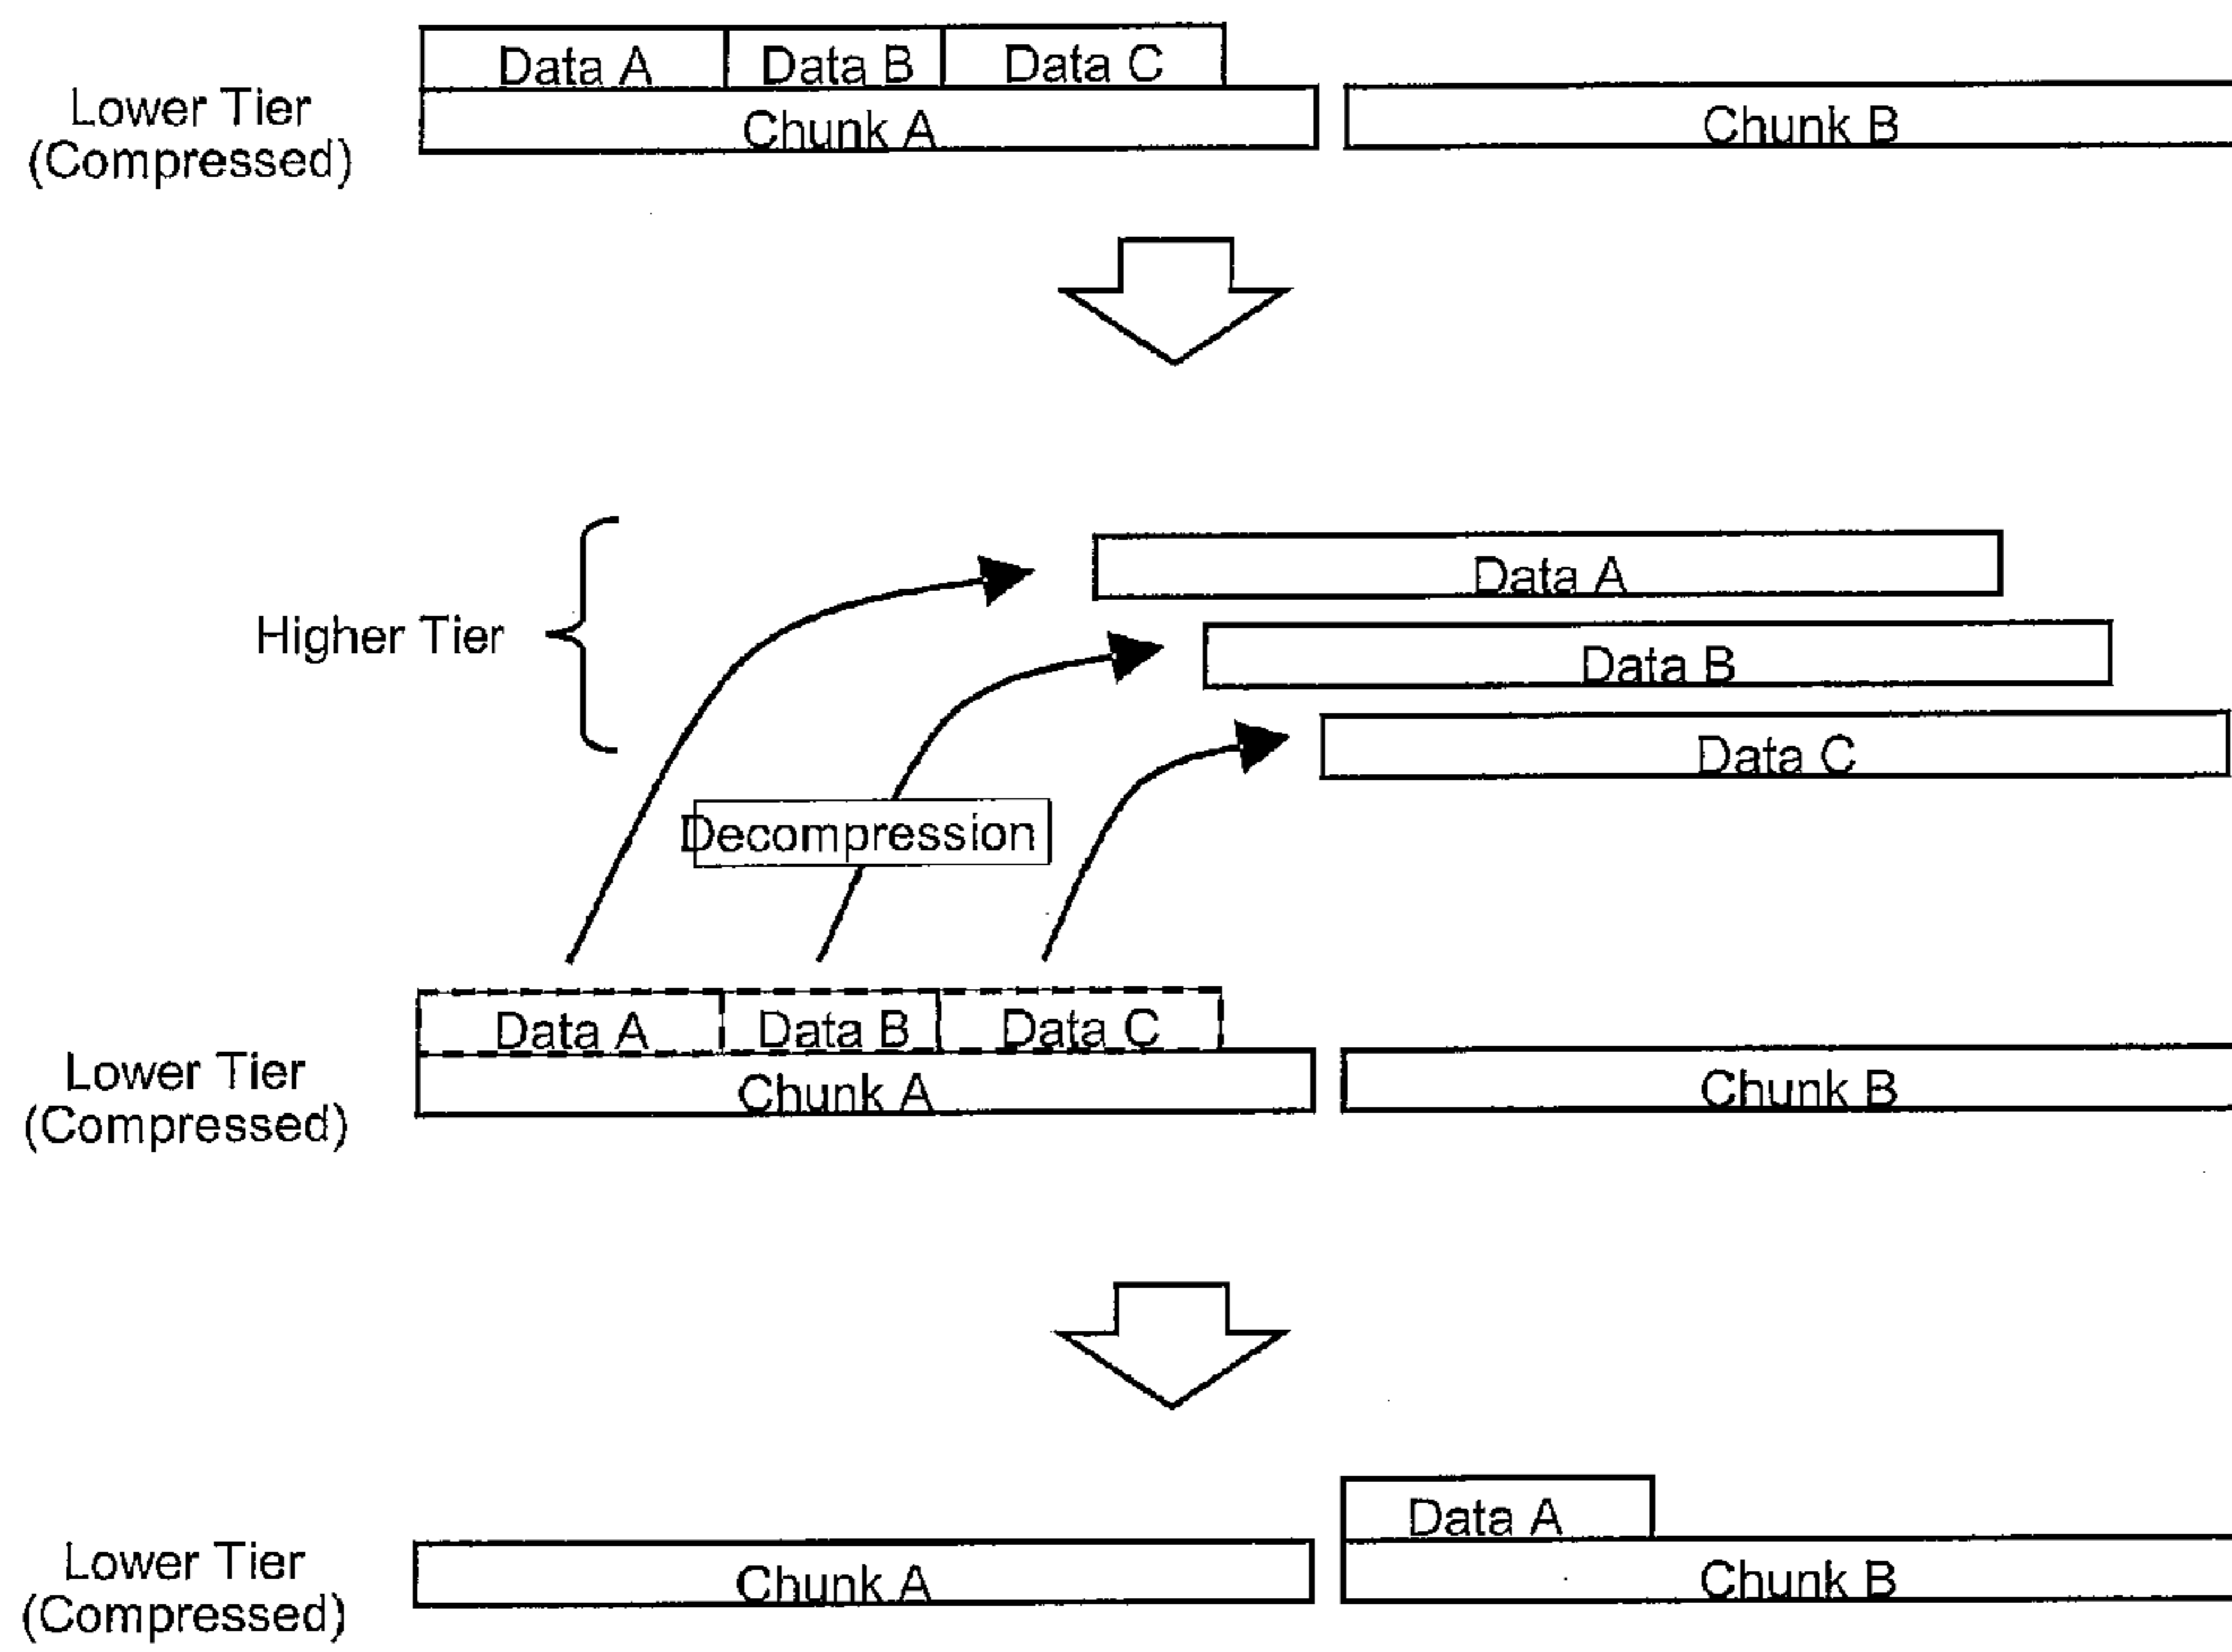 Data A Data B Data C
Lower Tier
(Compressed)
Chunk A Chunk B
Higher Tier
Data A
Data B
Data C
Decompression
Data A Data B Data C
Lower Tier
(Compressed)
Chunk A Chunk B
Data A
Lower Tier
(Compressed)
Chunk A Chunk B